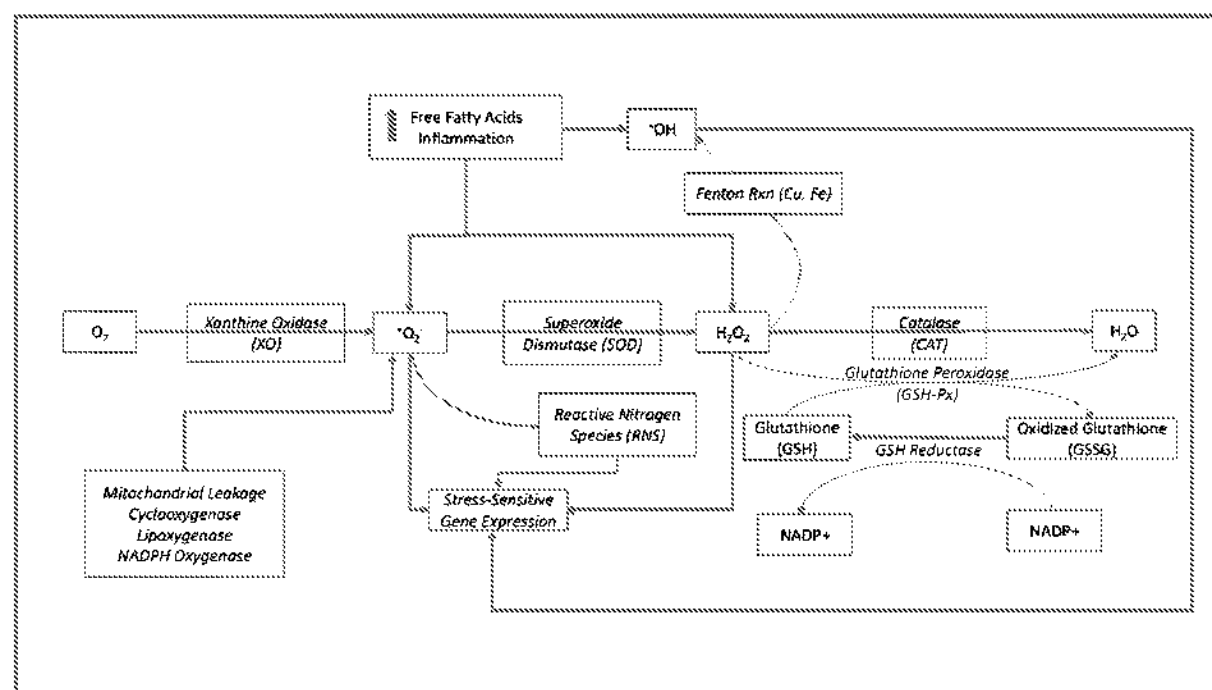 Free Fatty Acids
Inflammation
•OH
Fenton Rxn (Cu, Fe)
O₂
Xanthine Oxidase
(XO)
•O₂⁻
Superoxide
Dismutase (SOD)
H₂O₂
Catalase
(CAT)
H₂O
Glutathione Peroxidase
(GSH-Px)
Reactive Nitrogen
Species (RNS)
Glutathione
(GSH)
GSH Reductase
Oxidized Glutathione
(GSSG)
Mitochandrial Leakage
Cyclooxygenase
Lipoxygenase
NADPH Oxygenase
Stress-Sensitive
Gene Expression
NADP+
NADP+